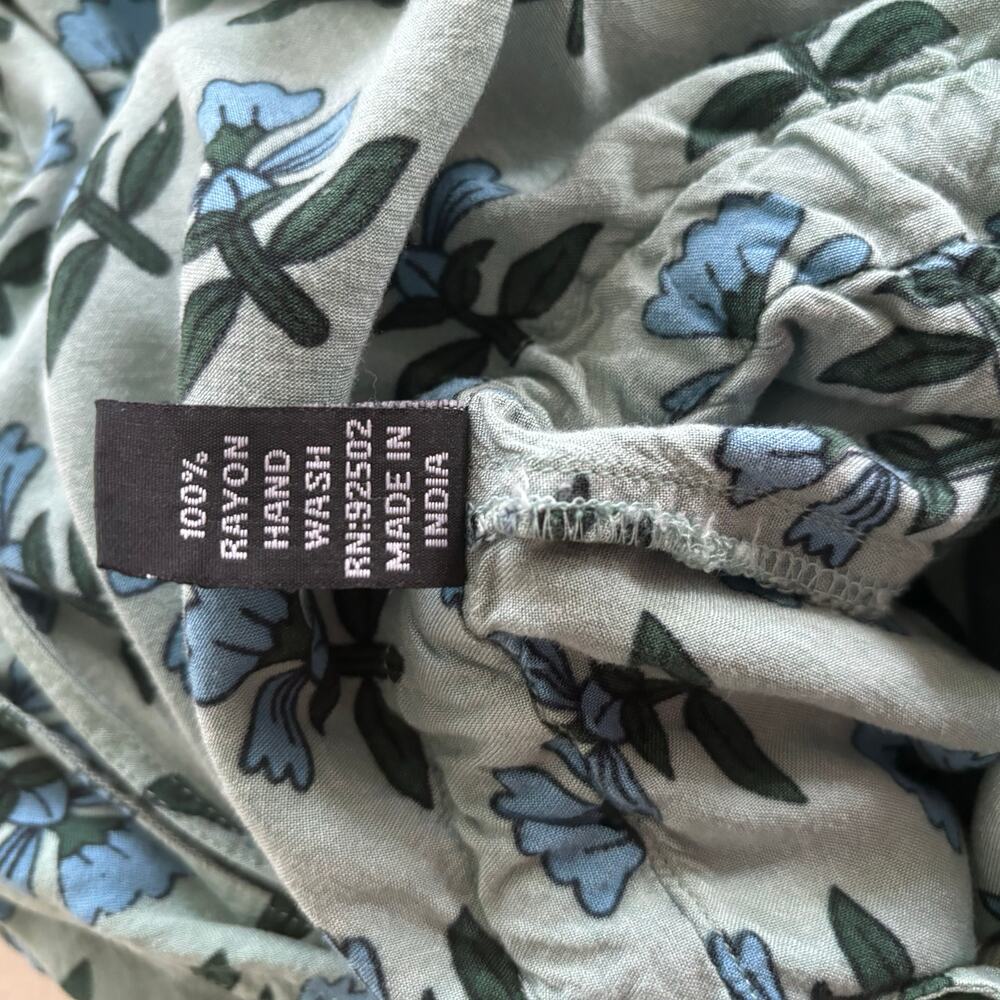 100%
RAYON
HAND
WASH
RN:92502
MADE IN
INDIA